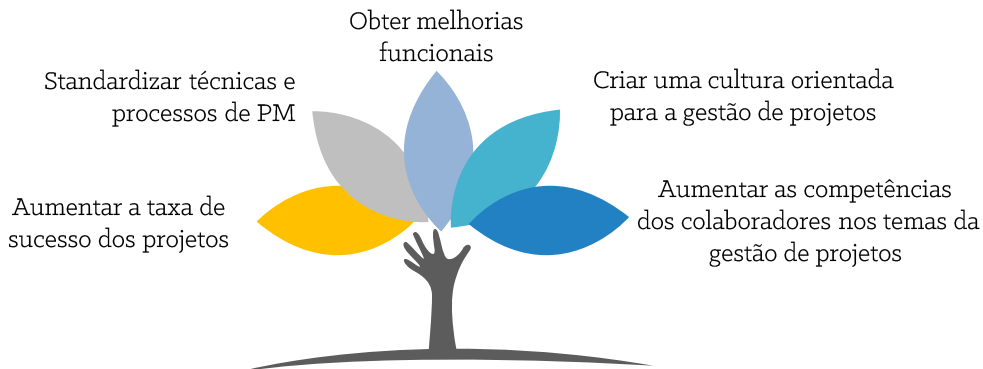 Obter melhorias
funcionais
Standardizar técnicas e
processos de PM
Criar uma cultura orientada
para a gestão de projetos
Aumentar a taxa de
sucesso dos projetos
Aumentar as competências
dos colaboradores nos temas da
gestão de projetos